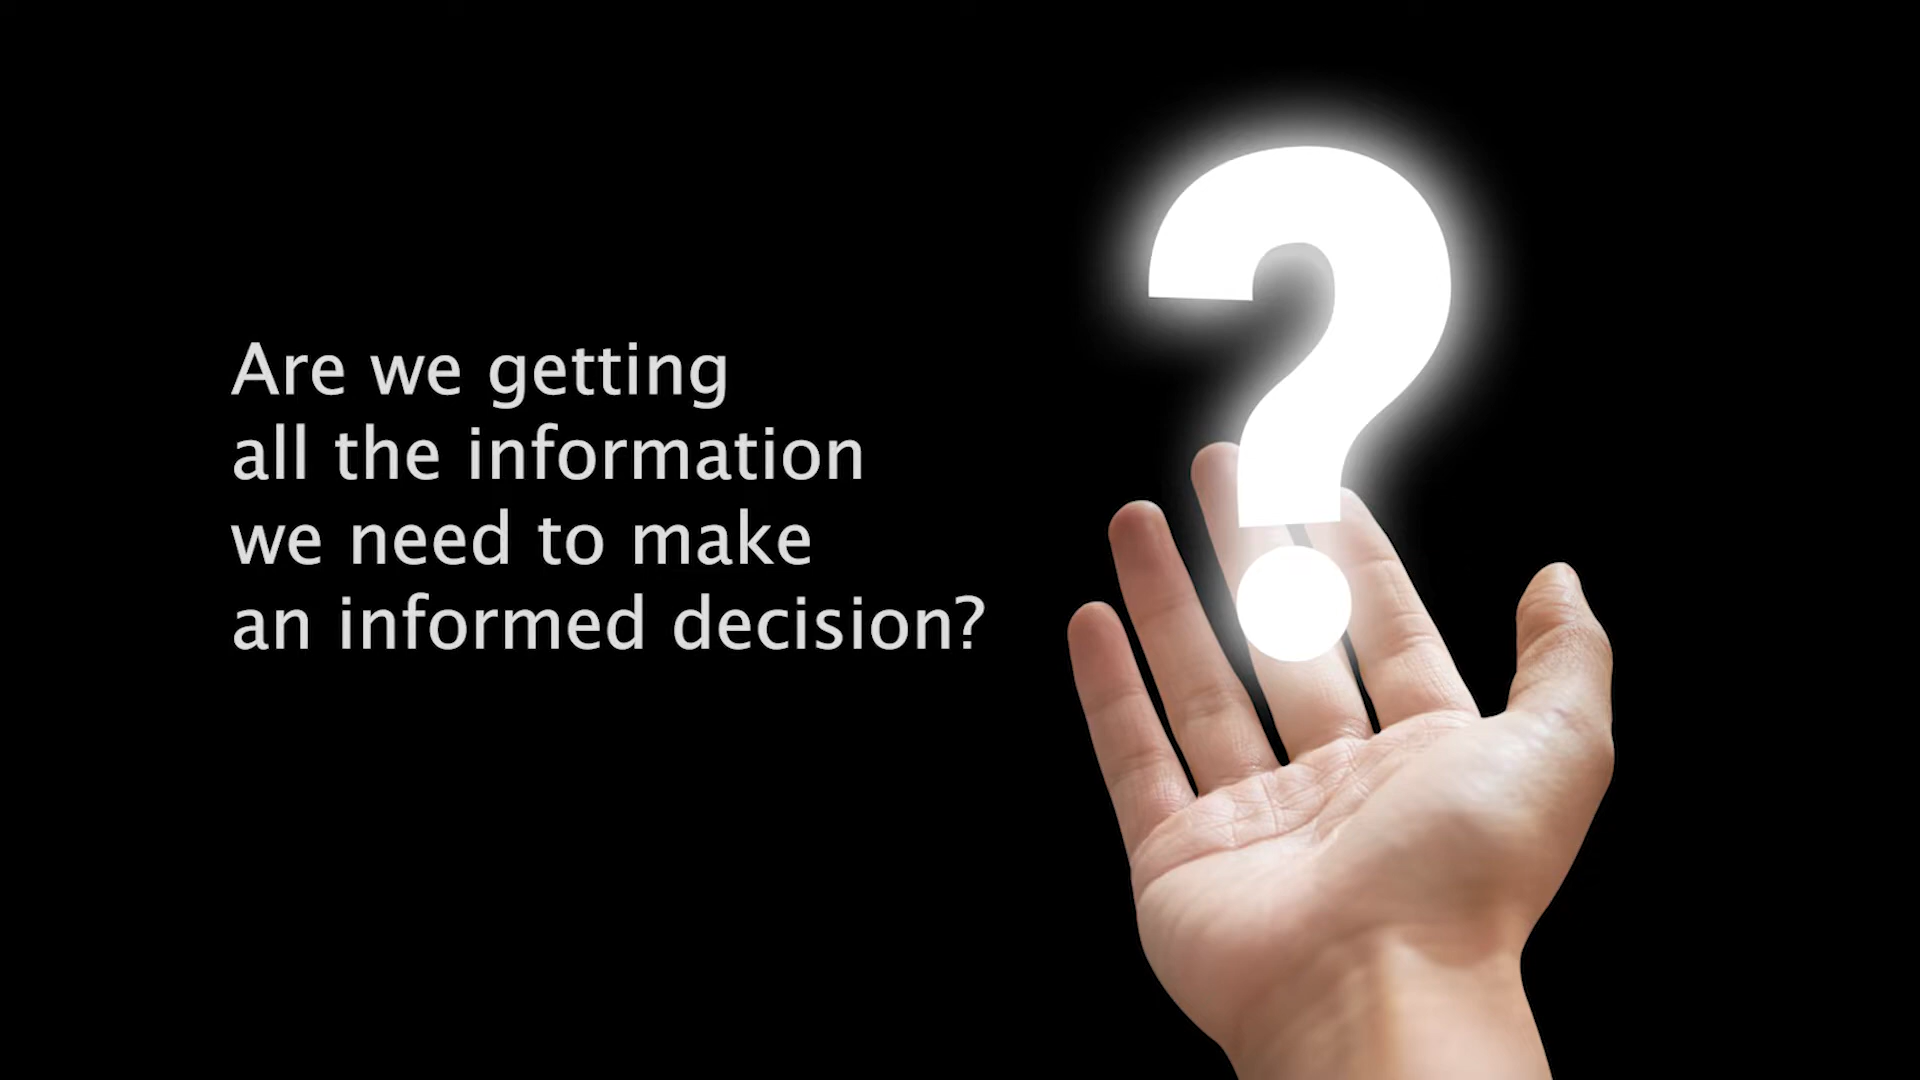 Are we getting
all the information
we need to make
an informed decision?
?